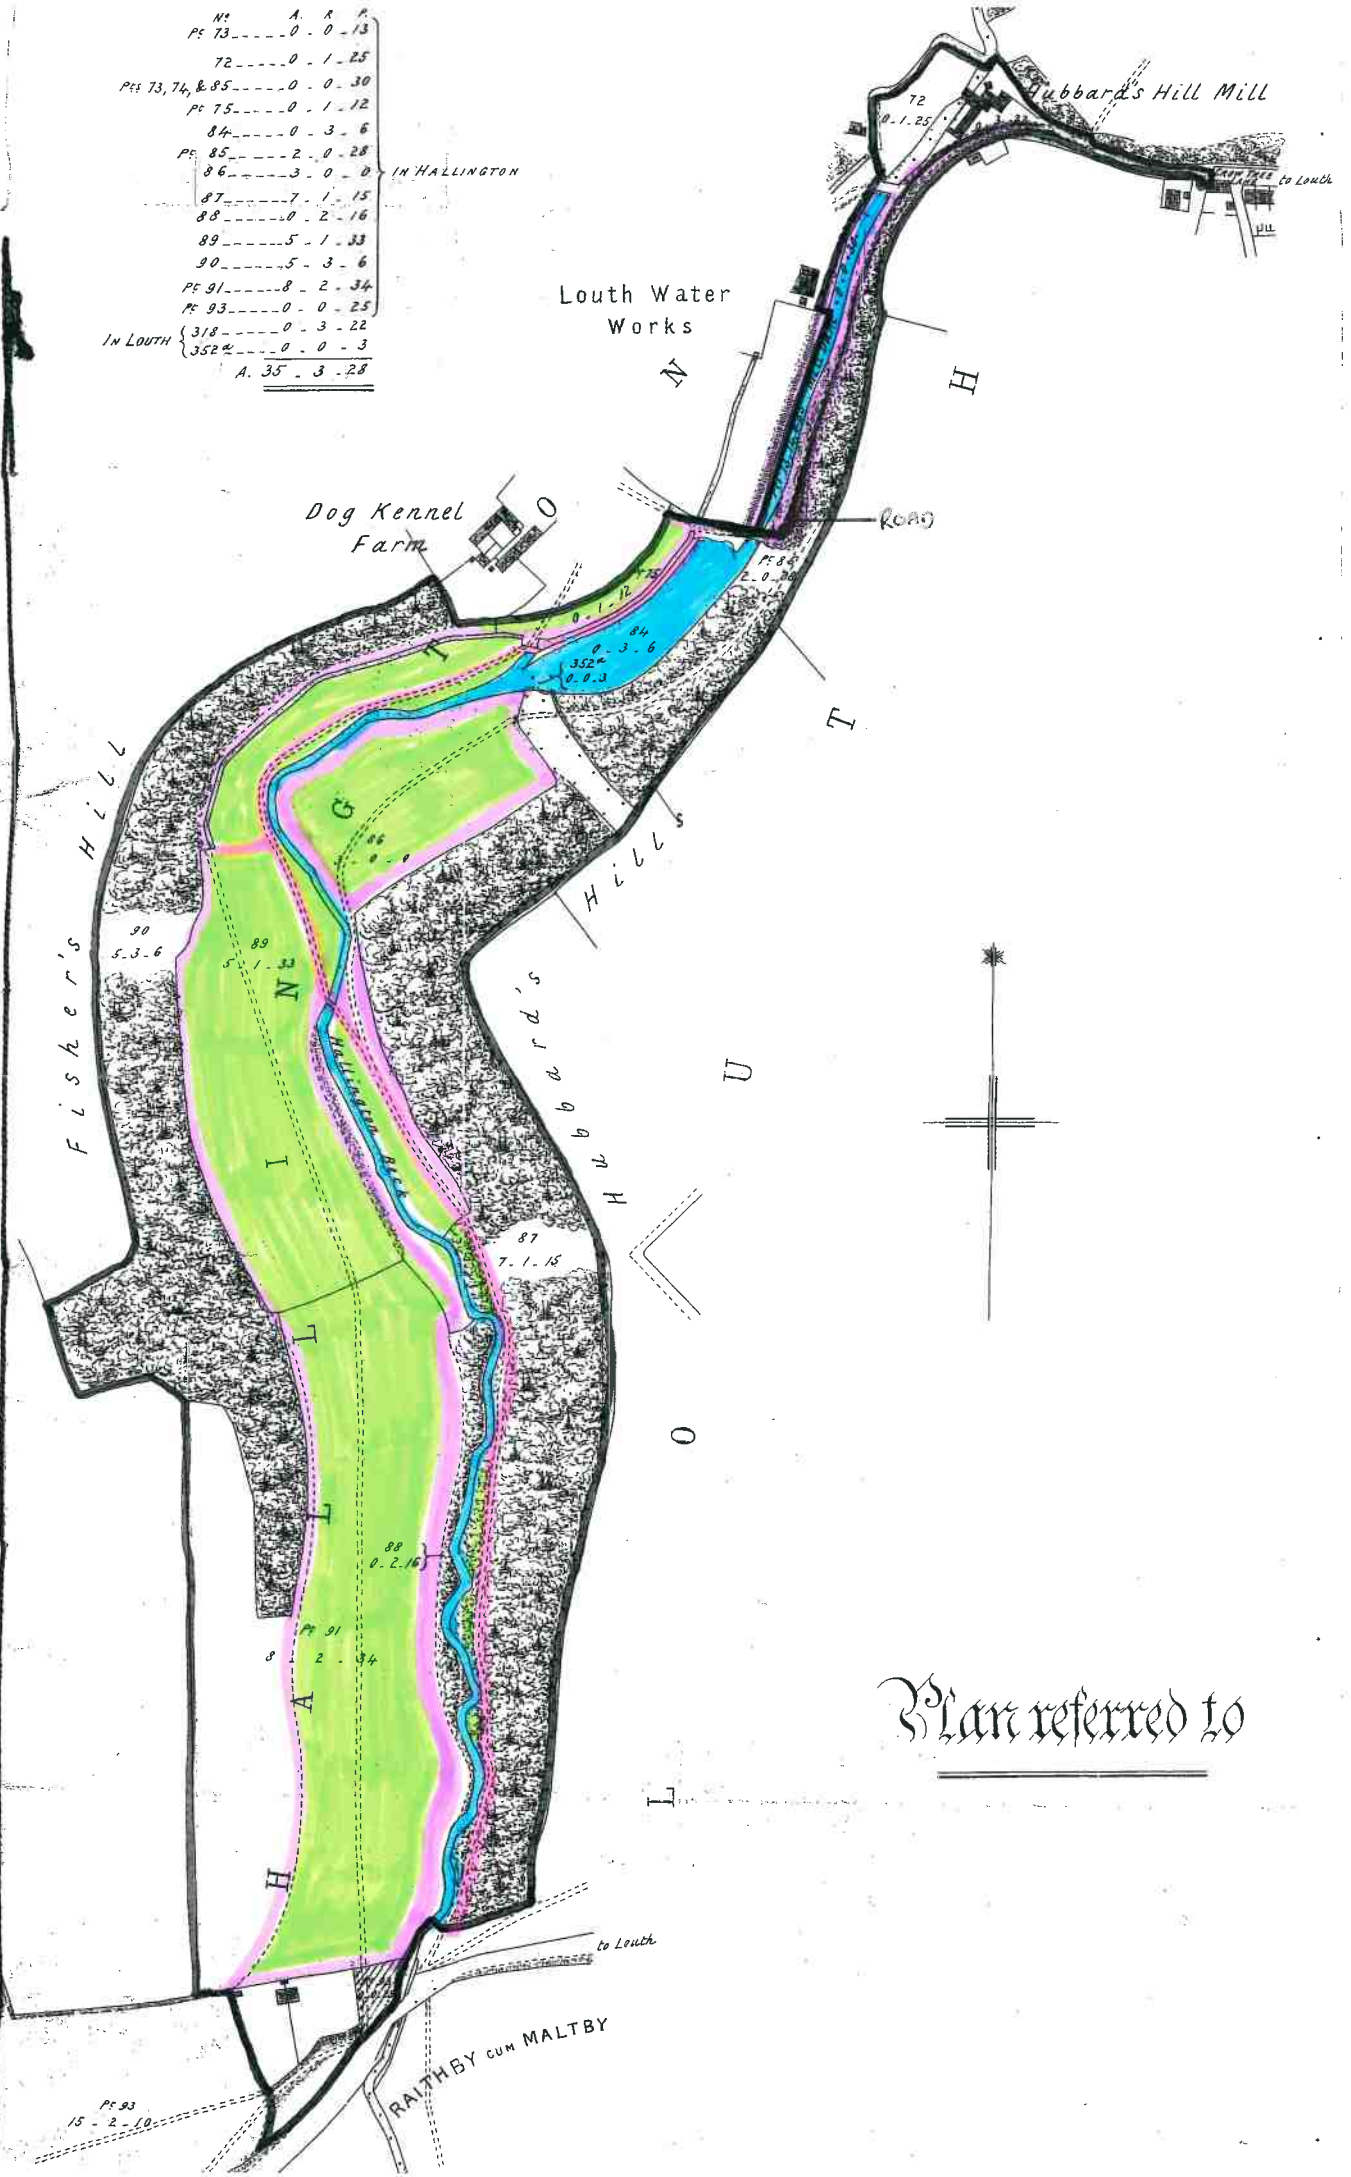 Nº A. R. P.
Pt 73 0 . 0 . 13
72 0 . 1 . 25
Pts 73, 74, & 85 0 . 0 . 30
Pt 75 0 . 1 . 12
84 0 . 3 . 6
Pt 85 2 . 0 . 28
86 3 . 0 . 0
IN HALLINGTON
87 7 . 1 . 15
88 0 . 2 . 16
89 5 . 1 . 33
90 5 . 3 . 6
Pt 91 8 . 2 . 34
Pt 93 0 . 0 . 25
IN LOUTH
318 0 . 3 . 22
352a 0 . 0 . 3
A. 35 . 3 . 28
72
0.1.25
Hubbard's Hill Mill
to Louth
Louth Water
Works
Dog Kennel
Farm
ROAD
2.0.28
75
0.1.12
84
0.3.6
352a
0.0.3
86
0.0
90
5.3.6
89
5.1.33
Fisher's Hill
Hubbard's Hills
Hallington Beck
87
7.1.15
88
0.2.16
Pt 91
8.2.34
HALLINGTON
LOUTH
Plan referred to
to Louth
RAITHBY CUM MALTBY
Pt 93
15-2-10